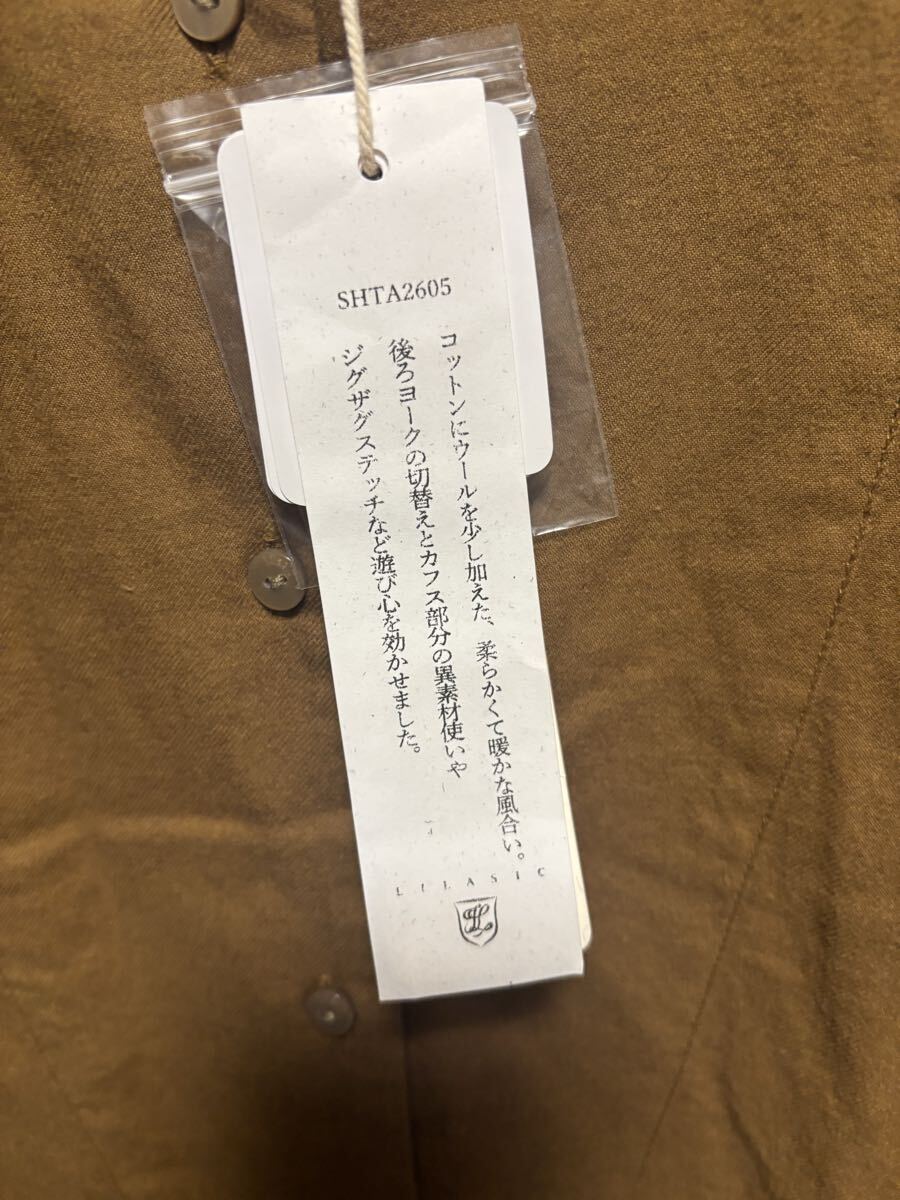 SHTA2605
コットンにウールを少し加えた、柔らかくて暖かな風合い。
後ろヨークの切替えとカフス部分の異素材使いや
ジグザグステッチなど遊び心を効かせました。
LILASIC